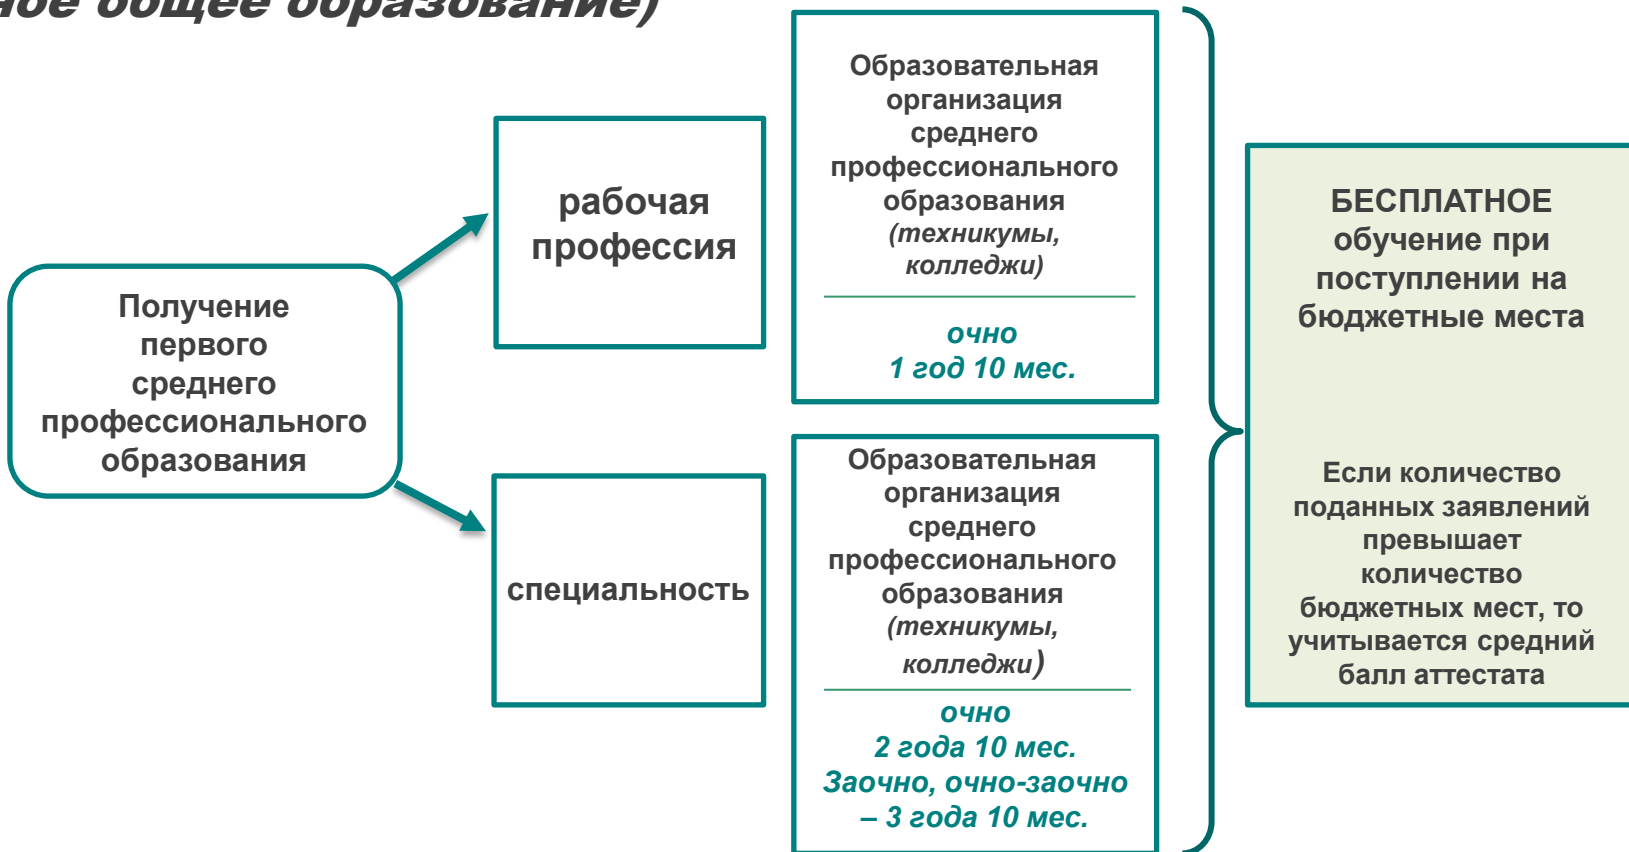 ное общее образование)
Получение
первого
среднего
профессионального
образования
рабочая
профессия
специальность
Образовательная
организация
среднего
профессионального
образования
(техникумы,
колледжи)
очно
1 год 10 мес.
Образовательная
организация
среднего
профессионального
образования
(техникумы,
колледжи)
очно
2 года 10 мес.
Заочно, очно-заочно
– 3 года 10 мес.
БЕСПЛАТНОЕ
обучение при
поступлении на
бюджетные места
Если количество
поданных заявлений
превышает
количество
бюджетных мест, то
учитывается средний
балл аттестата